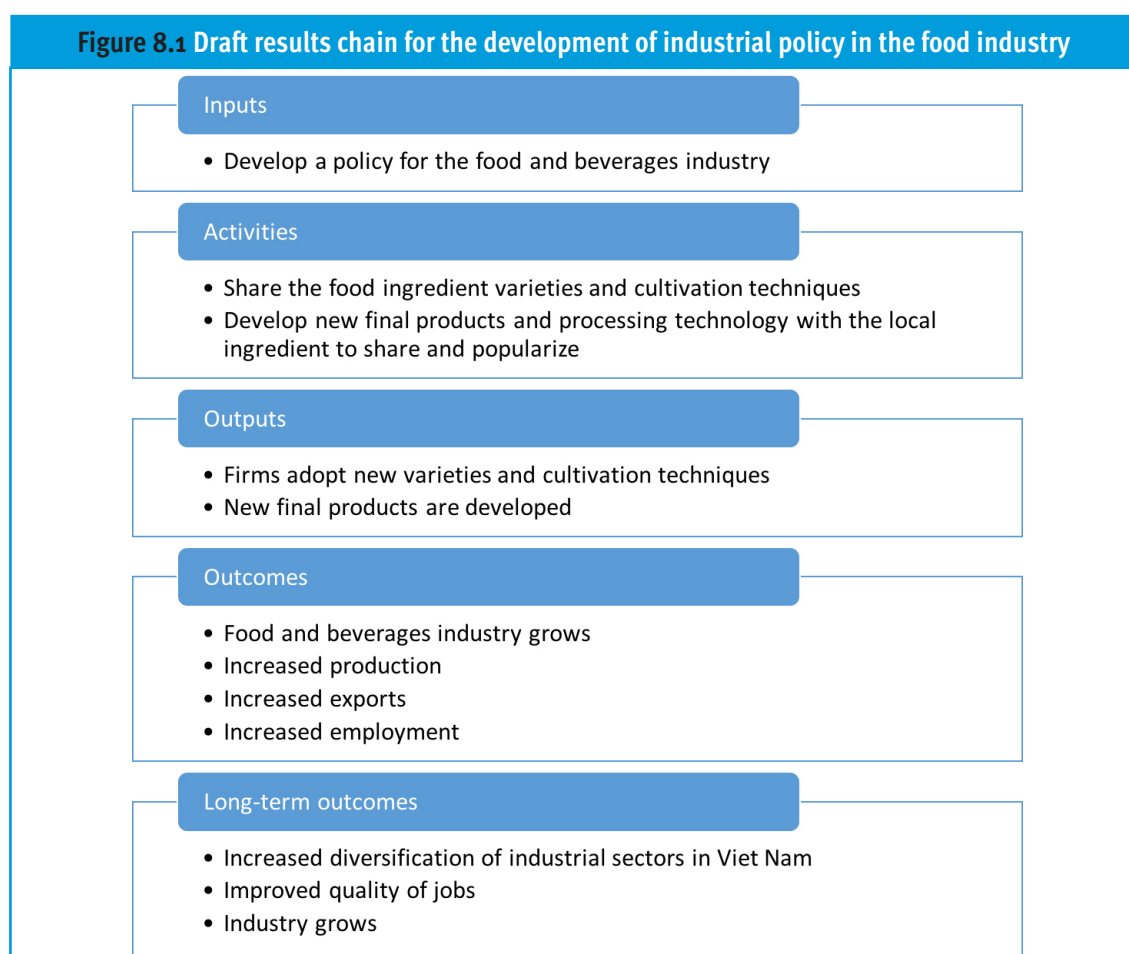 Figure 8.1 Draft results chain for the development of industrial policy in the food industry
Inputs
• Develop a policy for the food and beverages industry
Activities
• Share the food ingredient varieties and cultivation techniques
• Develop new final products and processing technology with the local
ingredient to share and popularize
Outputs
• Firms adopt new varieties and cultivation techniques
• New final products are developed
Outcomes
• Food and beverages industry grows
• Increased production
• Increased exports
• Increased employment
Long-term outcomes
• Increased diversification of industrial sectors in Viet Nam
• Improved quality of jobs
• Industry grows